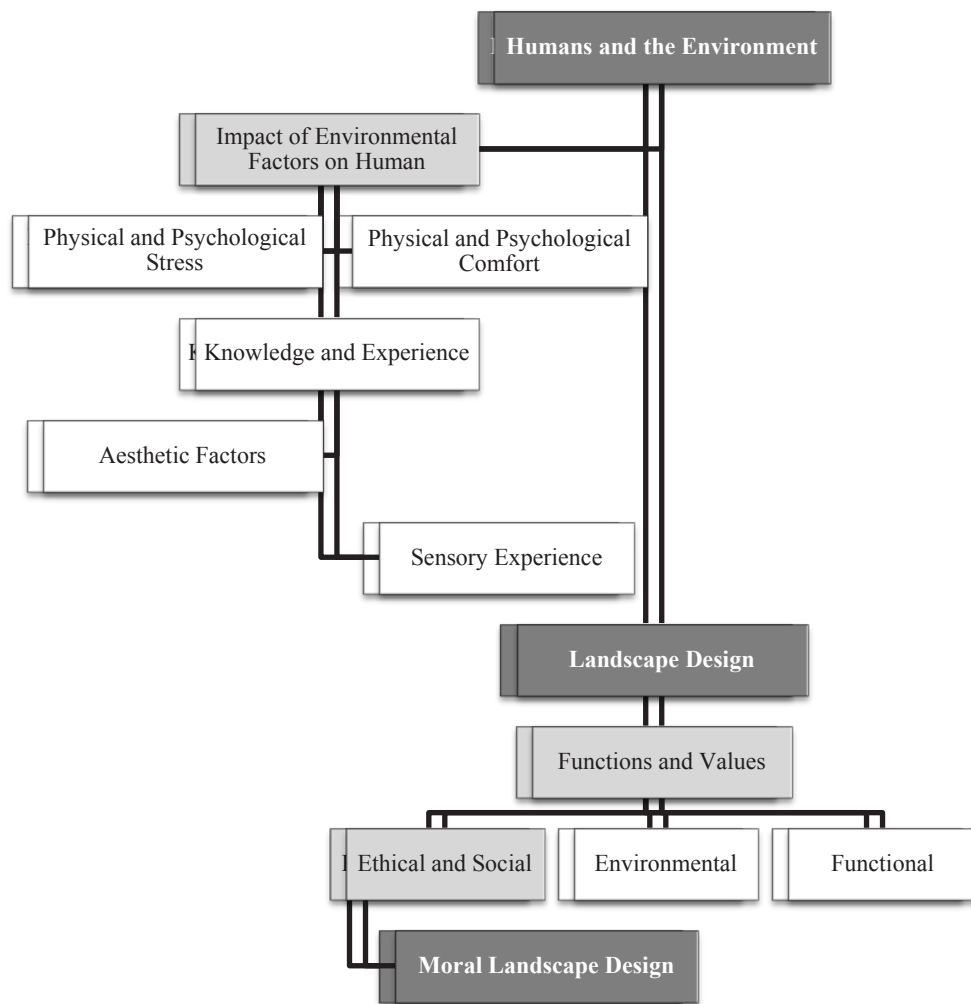 Humans and the Environment
Impact of Environmental
Factors on Human
Physical and Psychological
Stress
Physical and Psychological
Comfort
Knowledge and Experience
Aesthetic Factors
Sensory Experience
Landscape Design
Functions and Values
Ethical and Social
Environmental
Functional
Moral Landscape Design